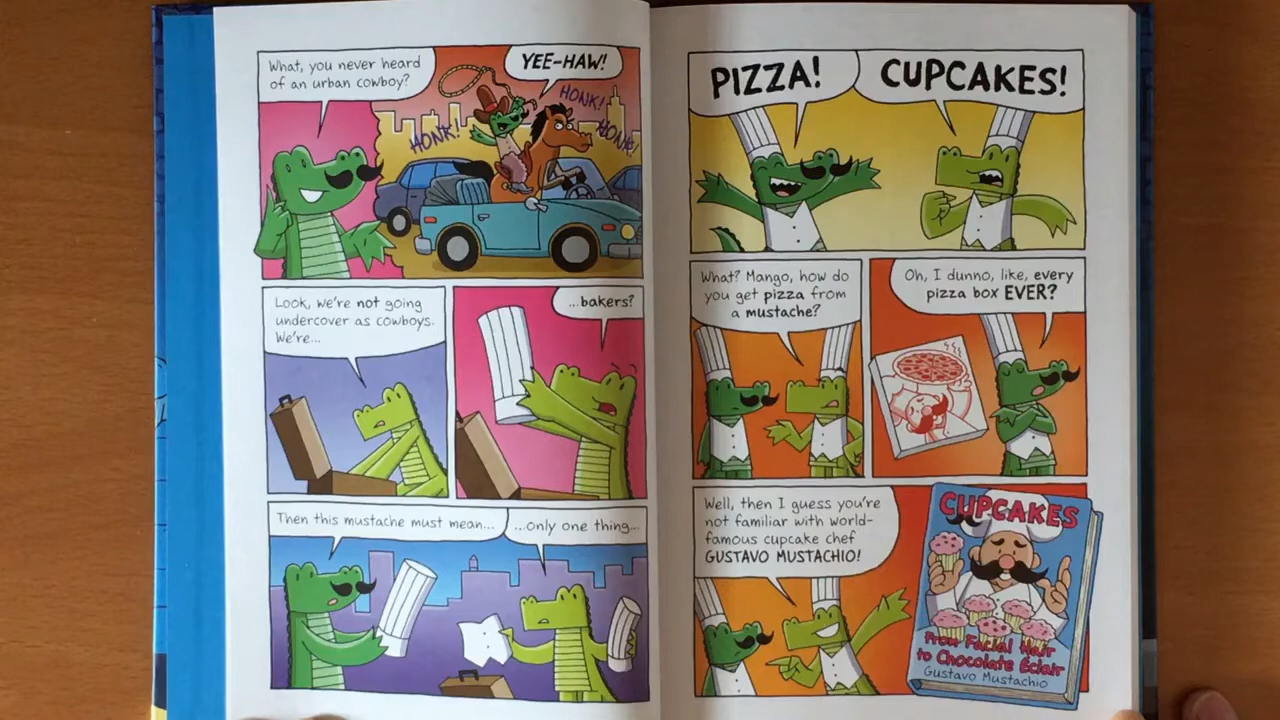 What, you never heard
of an urban cowboy?
YEE-HAW!
HONK!
HONK!
HONK!
Look, we're not going
undercover as cowboys.
We're...
...bakers?
Then this mustache must mean...
...only one thing...
PIZZA!
CUPCAKES!
What? Mango, how do
you get pizza from
a mustache?
Oh, I dunno, like, every
pizza box EVER?
Well, then I guess you're
not familiar with world-
famous cupcake chef
GUSTAVO MUSTACHIO!
CUPCAKES
From Facial Hair
to Chocolate Éclair
Gustavo Mustachio